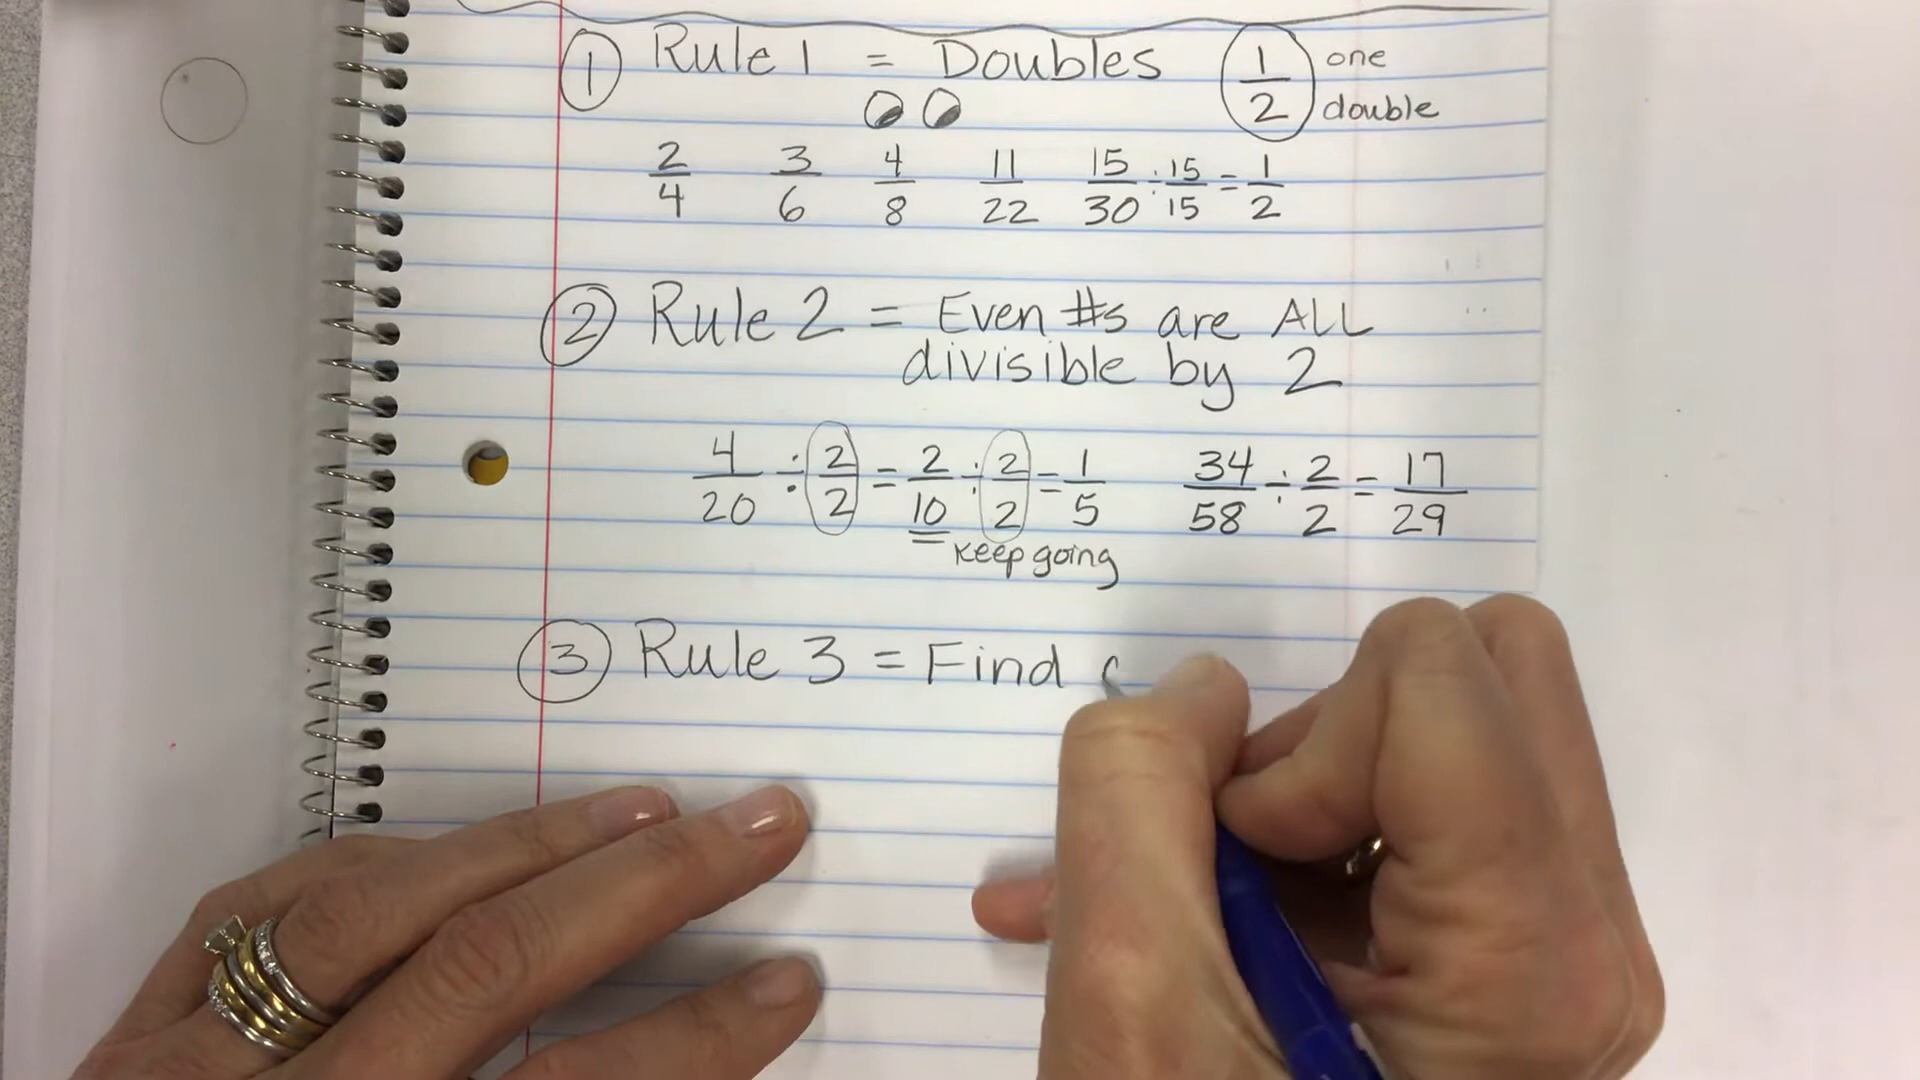 ① Rule 1 = Doubles 1/2 one double
2/4 3/6 4/8 11/22 15/30 ÷ 15/15 = 1/2
② Rule 2 = Even #s are ALL
divisible by 2
4/20 ÷ 2/2 = 2/10 ÷ 2/2 = 1/5 34/58 ÷ 2/2 = 17/29
keep going
③ Rule 3 = Find